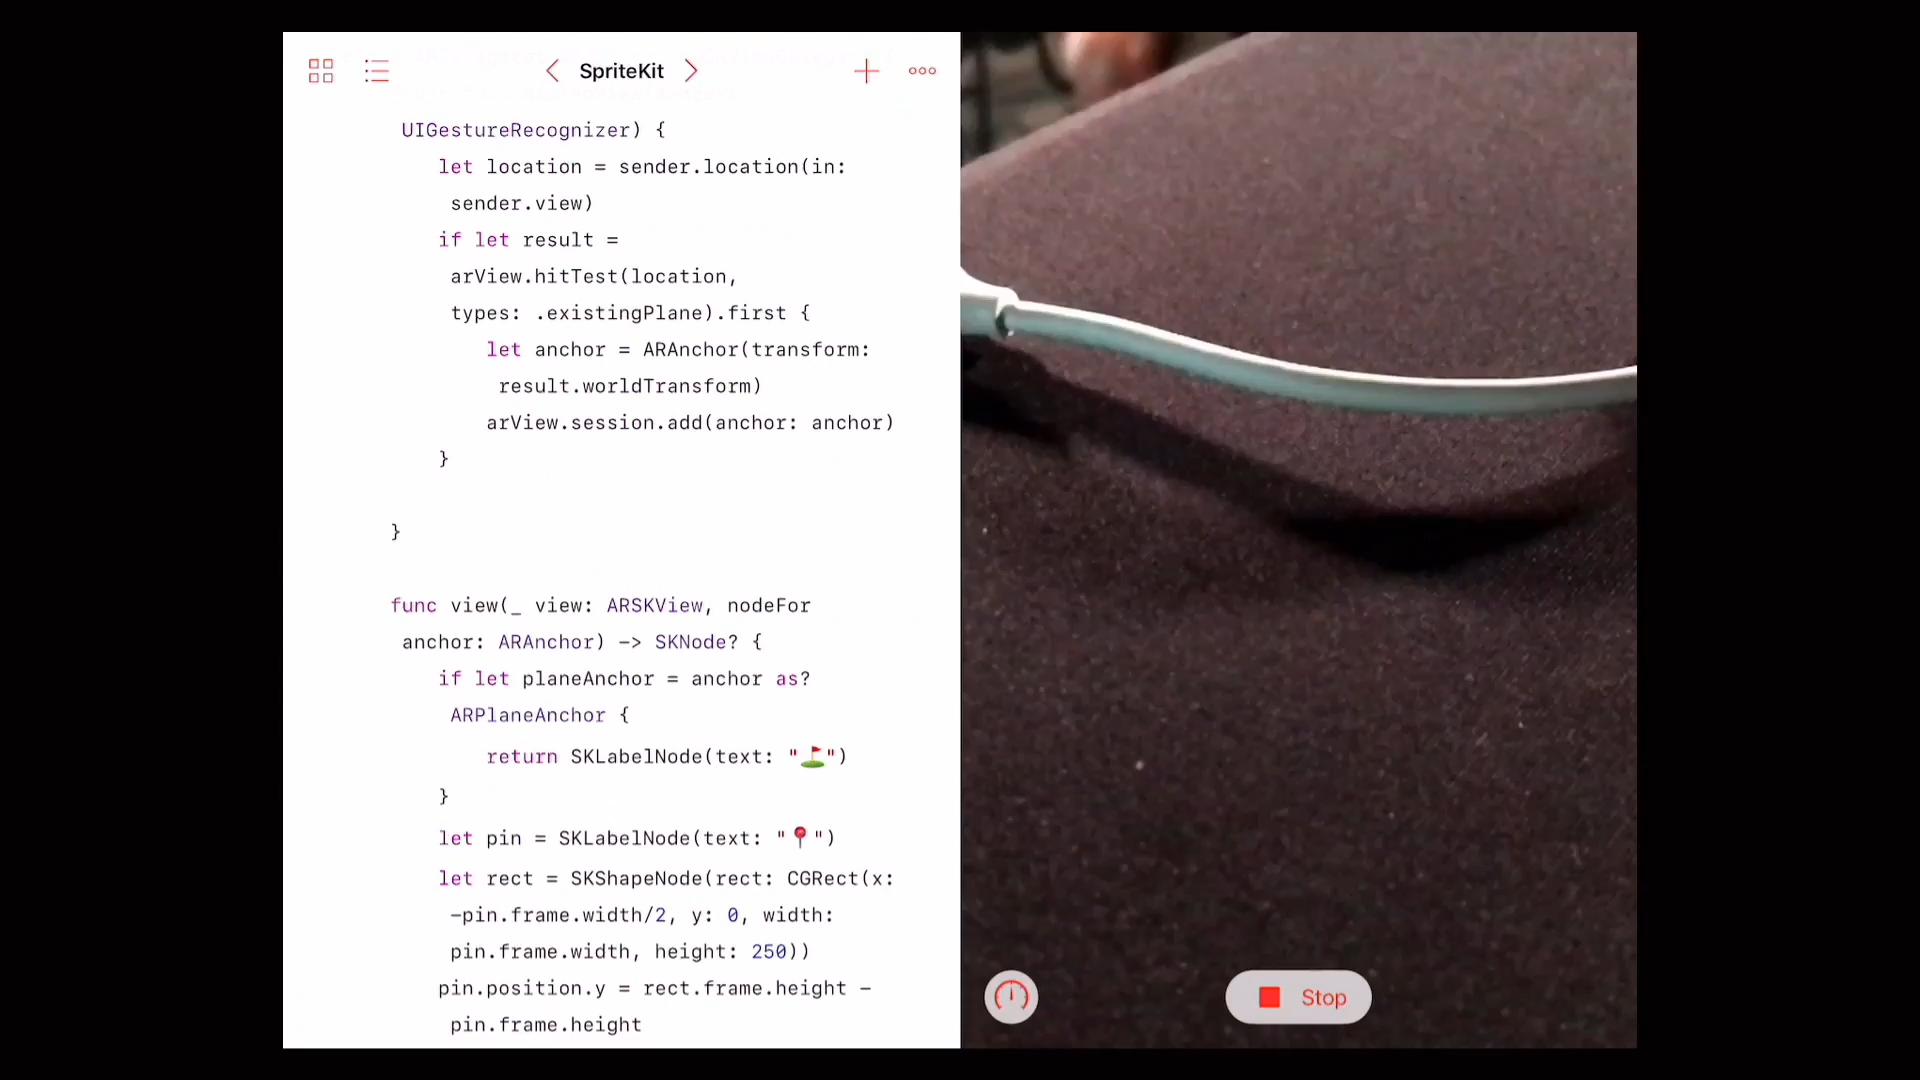 SpriteKit
UIGestureRecognizer) {
let location = sender.location(in:
sender.view)
if let result =
arView.hitTest(location,
types: .existingPlane).first {
let anchor = ARAnchor(transform:
result.worldTransform)
arView.session.add(anchor: anchor)
}
}
func view(_ view: ARSKView, nodeFor
anchor: ARAnchor) -> SKNode? {
if let planeAnchor = anchor as?
ARPlaneAnchor {
return SKLabelNode(text: "⛳")
}
let pin = SKLabelNode(text: "📍")
let rect = SKShapeNode(rect: CGRect(x:
-pin.frame.width/2, y: 0, width:
pin.frame.width, height: 250))
pin.position.y = rect.frame.height -
pin.frame.height
Stop